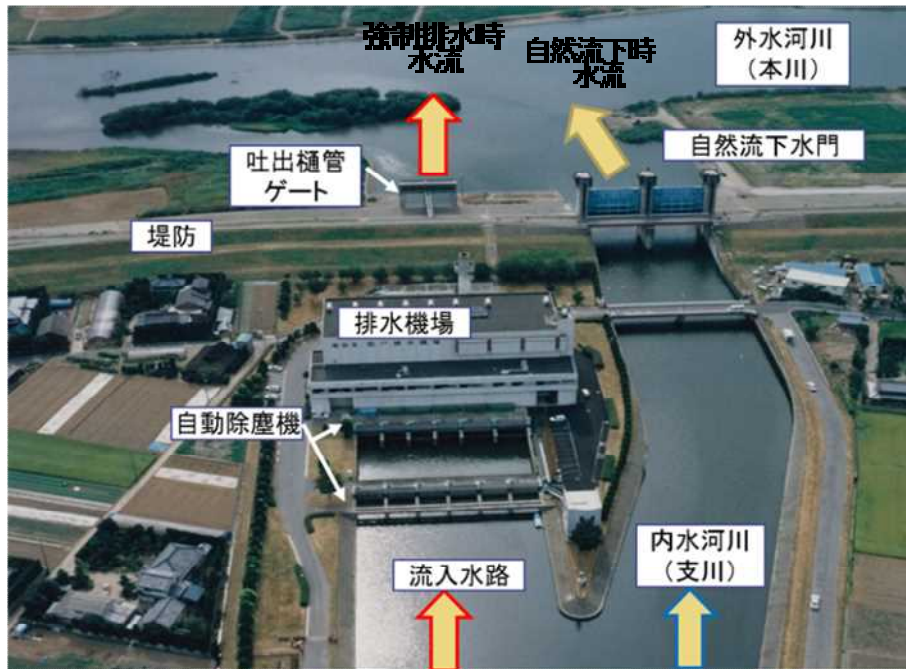 強制排水時
水流
自然流下時
水流
外水河川
（本川）
自然流下水門
吐出樋管
ゲート
堤防
排水機場
自動除塵機
流入水路
内水河川
（支川）